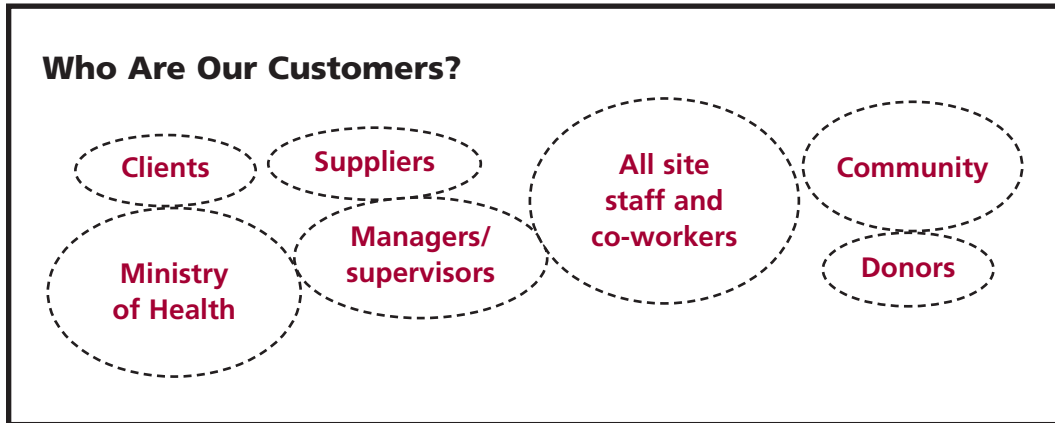 Who Are Our Customers?
Clients
Suppliers
All site
staff and
co-workers
Community
Ministry
of Health
Managers/
supervisors
Donors